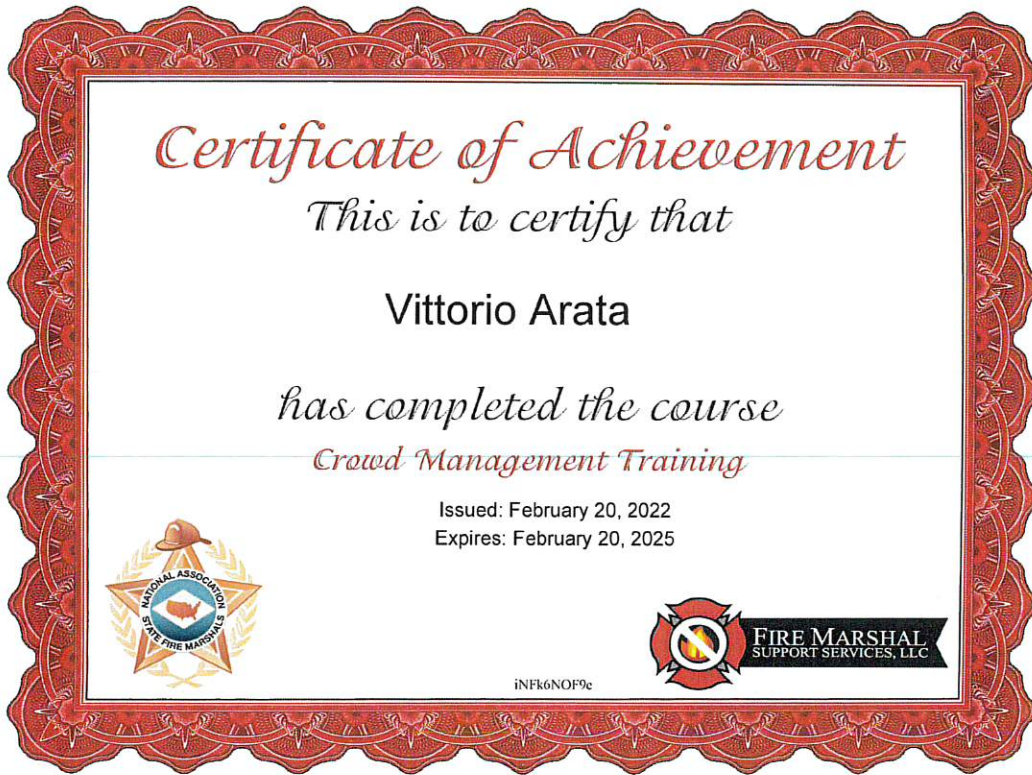 Certificate of Achievement
This is to certify that
Vittorio Arata
has completed the course
Crowd Management Training
Issued: February 20, 2022
Expires: February 20, 2025
NATIONAL ASSOCIATION
STATE FIRE MARSHALS
FIRE MARSHAL
SUPPORT SERVICES, LLC
iNFk6NOF9e